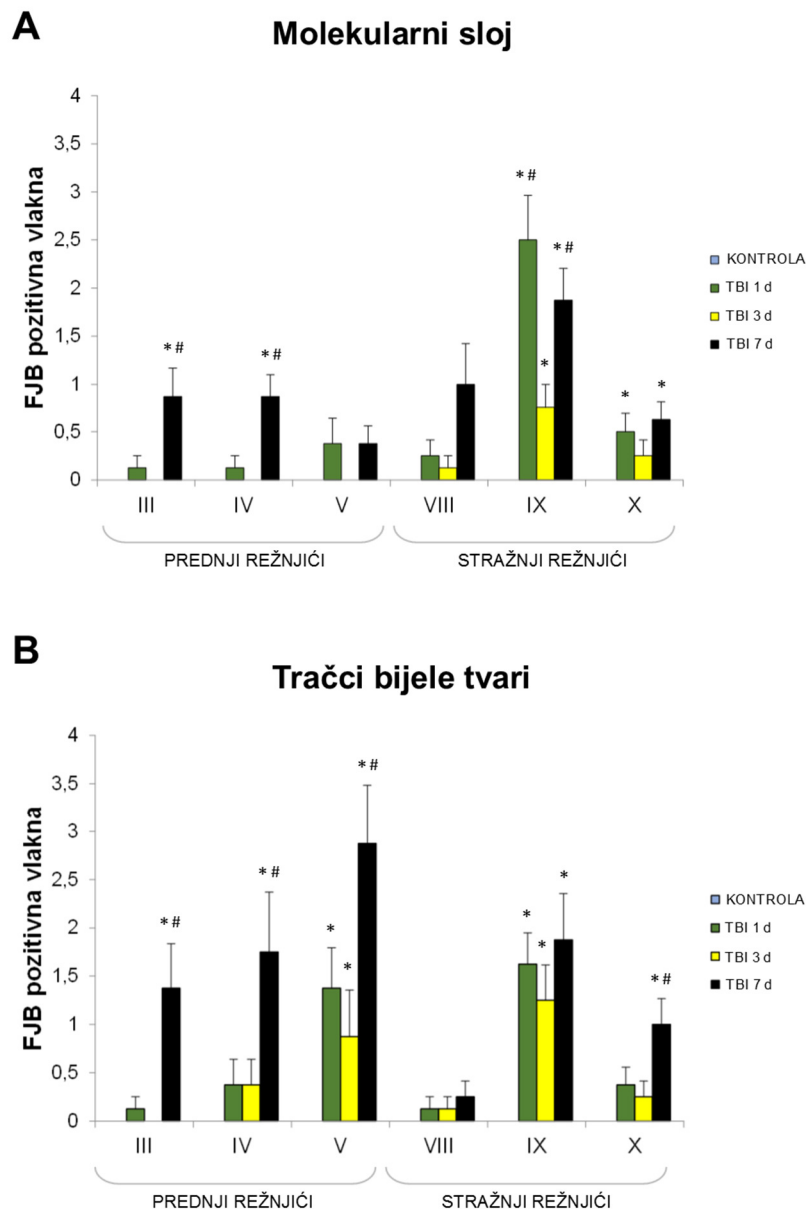 A
Molekularni sloj
FJB pozitivna vlakna
4
3,5
3
2,5
2
1,5
1
0,5
0
* #
* #
* #
*
* #
*
*
III
IV
V
VIII
IX
X
PREDNJI REŽNJIĆI
STRAŽNJI REŽNJIĆI
KONTROLA
TBI 1 d
TBI 3 d
TBI 7 d
B
Tračci bijele tvari
FJB pozitivna vlakna
4
3,5
3
2,5
2
1,5
1
0,5
0
* #
* #
*
*
* #
*
*
*
* #
III
IV
V
VIII
IX
X
PREDNJI REŽNJIĆI
STRAŽNJI REŽNJIĆI
KONTROLA
TBI 1 d
TBI 3 d
TBI 7 d